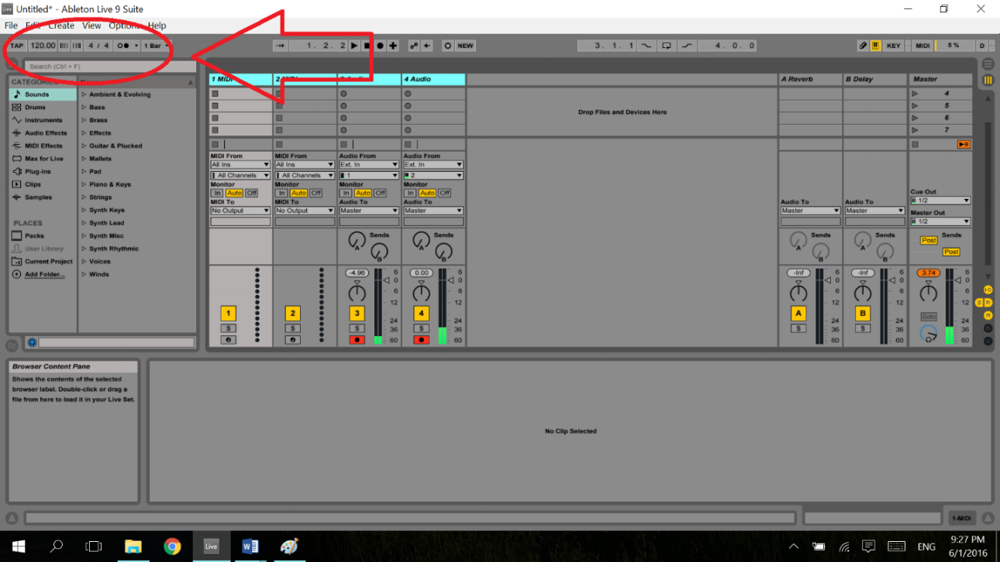 Live Untitled* - Ableton Live 9 Suite
File Edit Create View Options Help
TAP 120.00 4 / 4 1 Bar 1. 2. 2 NEW 3. 1. 1 4. 0. 0 KEY MIDI 5 % D
Search (Ctrl + F)
CATEGORIES
Sounds
Drums
Instruments
Audio Effects
MIDI Effects
Max for Live
Plug-ins
Clips
Samples
PLACES
Packs
User Library
Current Project
Add Folder...
Ambient & Evolving
Bass
Brass
Effects
Guitar & Plucked
Mallets
Pad
Piano & Keys
Strings
Synth Keys
Synth Lead
Synth Misc
Synth Rhythmic
Voices
Winds
1 MIDI 4 Audio A Reverb B Delay Master
4
5
6
7
Drop Files and Devices Here
MIDI From MIDI From Audio From Audio From
All Ins All Ins Ext. In Ext. In
All Channels All Channels 1 2
Monitor Monitor Monitor Monitor
In Auto Off In Auto Off In Auto Off In Auto Off
MIDI To MIDI To Audio To Audio To Audio To Audio To
No Output No Output Master Master Master Master
Cue Out
1/2
Master Out
1/2
Sends Sends Sends Sends Sends
A A A A Post
B B B B Post
-4.96 0.00 -Inf -Inf 3.74
6 6 6 6 6
0 0 0 0 0
6 6 6 6 6
12 12 12 12 12
24 24 24 24 24
36 36 36 36 36
60 60 60 60 60
1 2 3 4 A B Solo
S S S S S S
Browser Content Pane
Shows the contents of the selected
browser label. Double-click or drag a
file from here to load it in your Live Set.
No Clip Selected
1-MIDI
Live ENG 9:27 PM
6/1/2016